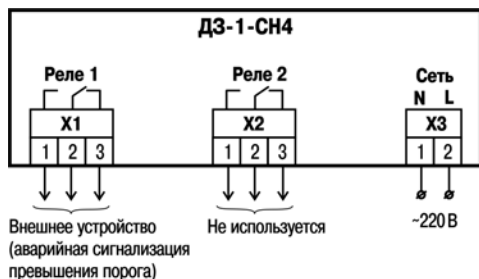 ДЗ-1-СН4
Реле 1
Реле 2
Сеть
N L
X1
X2
X3
1 2 3
1 2 3
1 2
Внешнее устройство
(аварийная сигнализация
превышения порога)
Не используется
~220 В